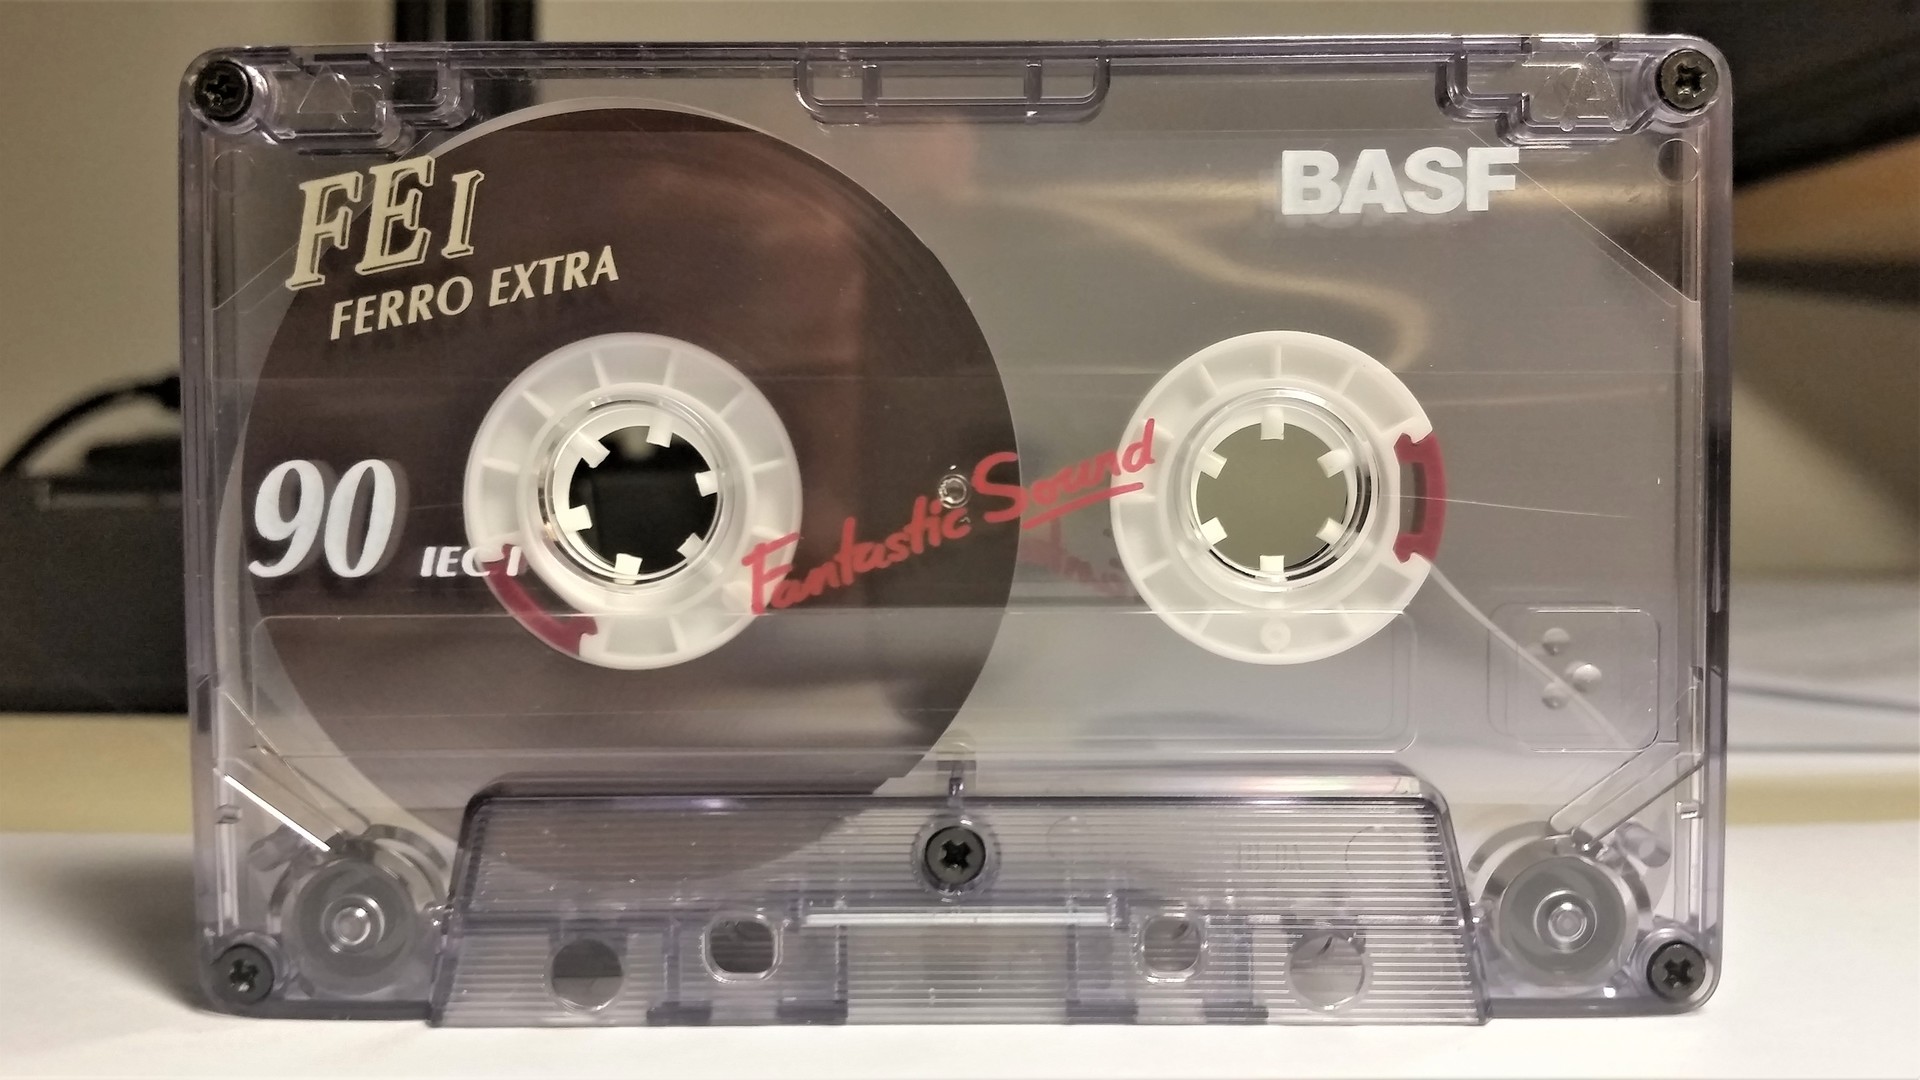 FE I
FERRO EXTRA
BASF
90 IEC I
Fantastic Sound